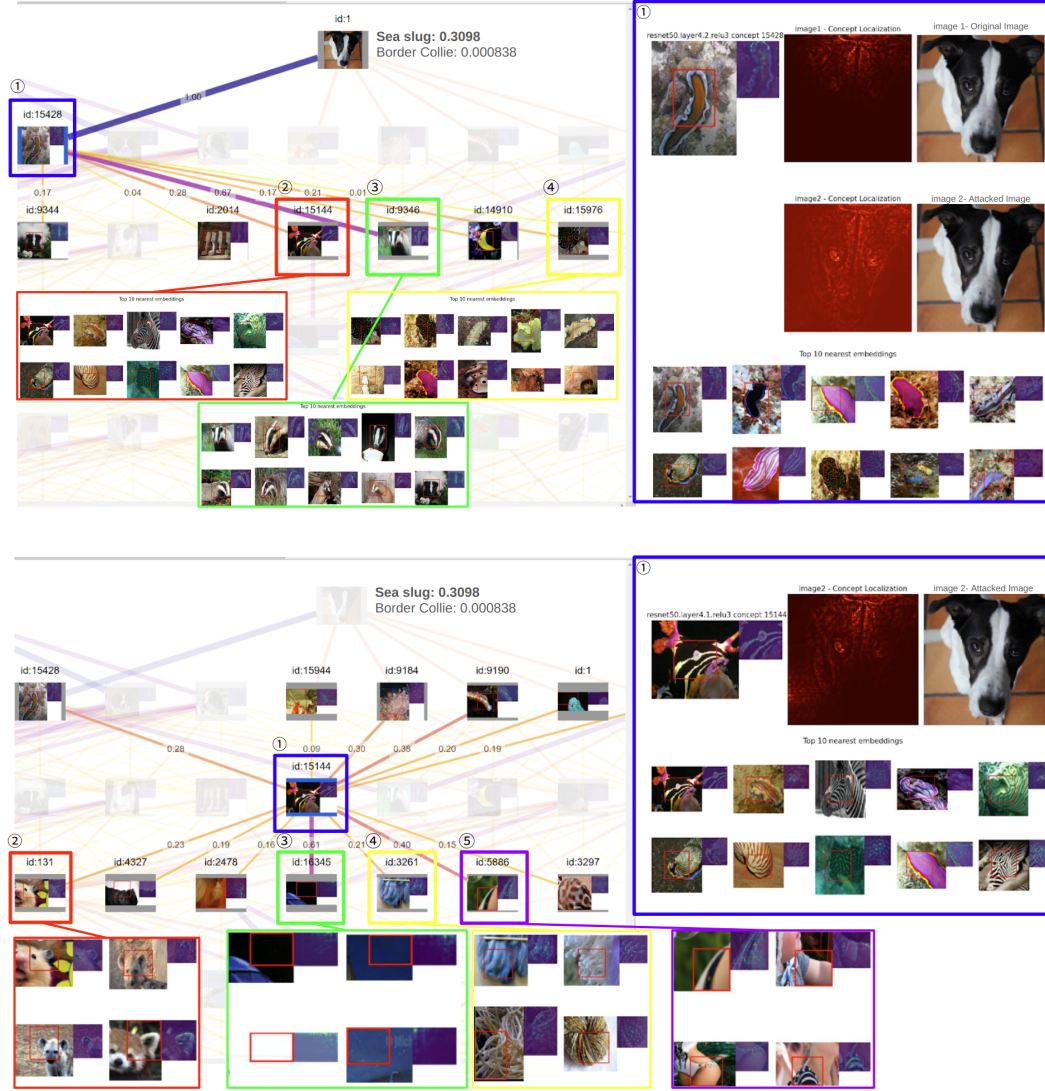 id:1
Sea slug: 0.3098
Border Collie: 0.000838
①
id:15428
1.00
0.17
0.04
0.28
0.67
0.17
0.21
0.01
②
③
④
id:9344
id:2014
id:15144
id:9346
id:14910
id:15976
Top 10 nearest embeddings
Top 10 nearest embeddings
Top 10 nearest embeddings
①
resnet50.layer4.2.relu3 concept 15428
image1 - Concept Localization
image 1- Original Image
image2 - Concept Localization
image 2- Attacked Image
Top 10 nearest embeddings
Sea slug: 0.3098
Border Collie: 0.000838
id:15428
id:15944
id:9184
id:9190
id:1
0.28
0.09
0.30
0.38
0.20
0.19
①
id:15144
②
③
④
⑤
0.23
0.19
0.16
0.61
0.21
0.40
0.15
id:131
id:4327
id:2478
id:16345
id:3261
id:5886
id:3297
①
resnet50.layer4.1.relu3 concept 15144
image2 - Concept Localization
image 2- Attacked Image
Top 10 nearest embeddings